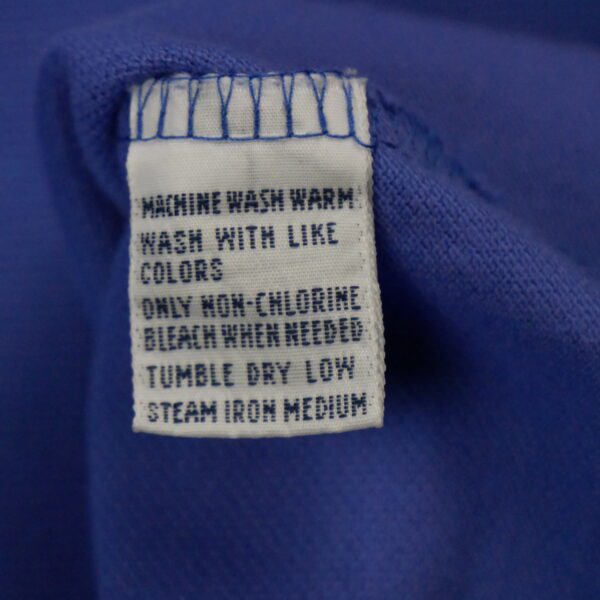 MACHINE WASH WARM
WASH WITH LIKE
COLORS
ONLY NON-CHLORINE
BLEACH WHEN NEEDED
TUMBLE DRY LOW
STEAM IRON MEDIUM